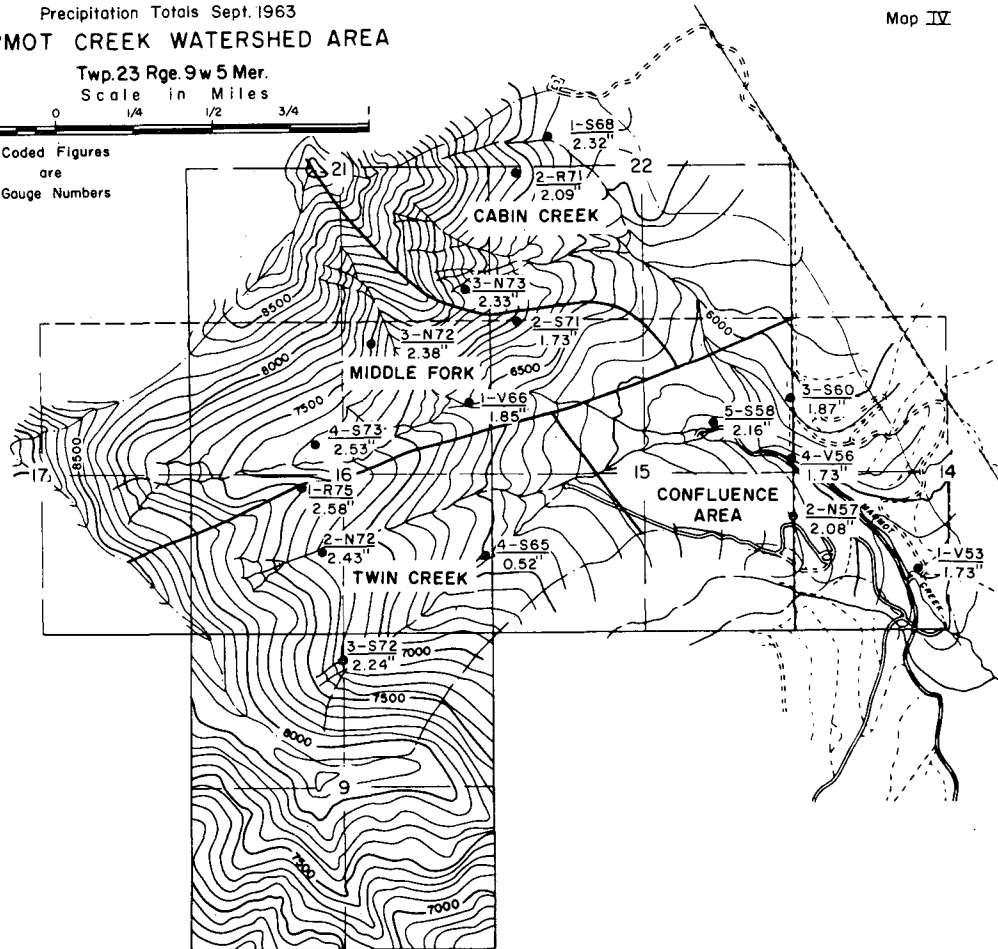 Precipitation Totals Sept. 1963
Map IV
MOT CREEK WATERSHED AREA
Twp. 23 Rge. 9 w 5 Mer.
Scale in Miles
0 1/4 1/2 3/4 1
Coded Figures
are
Gauge Numbers
1-S68
2.32"
21
22
2-R71
2.09"
CABIN CREEK
3-N73
2.33"
8500
2-S71
1.73"
6000
3-N72
2.38"
8000
MIDDLE FORK
6500
7500
1-V66
1.85"
3-S60
1.87"
5-S58
2.16"
4-S73
2.53"
8500
4-V56
1.73"
17
16
15
14
1-R75
2.58"
CONFLUENCE
AREA
2-N57
2.08"
MARMOT
CREEK
2-N72
2.43"
4-S65
0.52"
1-V53
1.73"
TWIN CREEK
3-S72
2.24"
7000
7500
8000
9
7500
7000